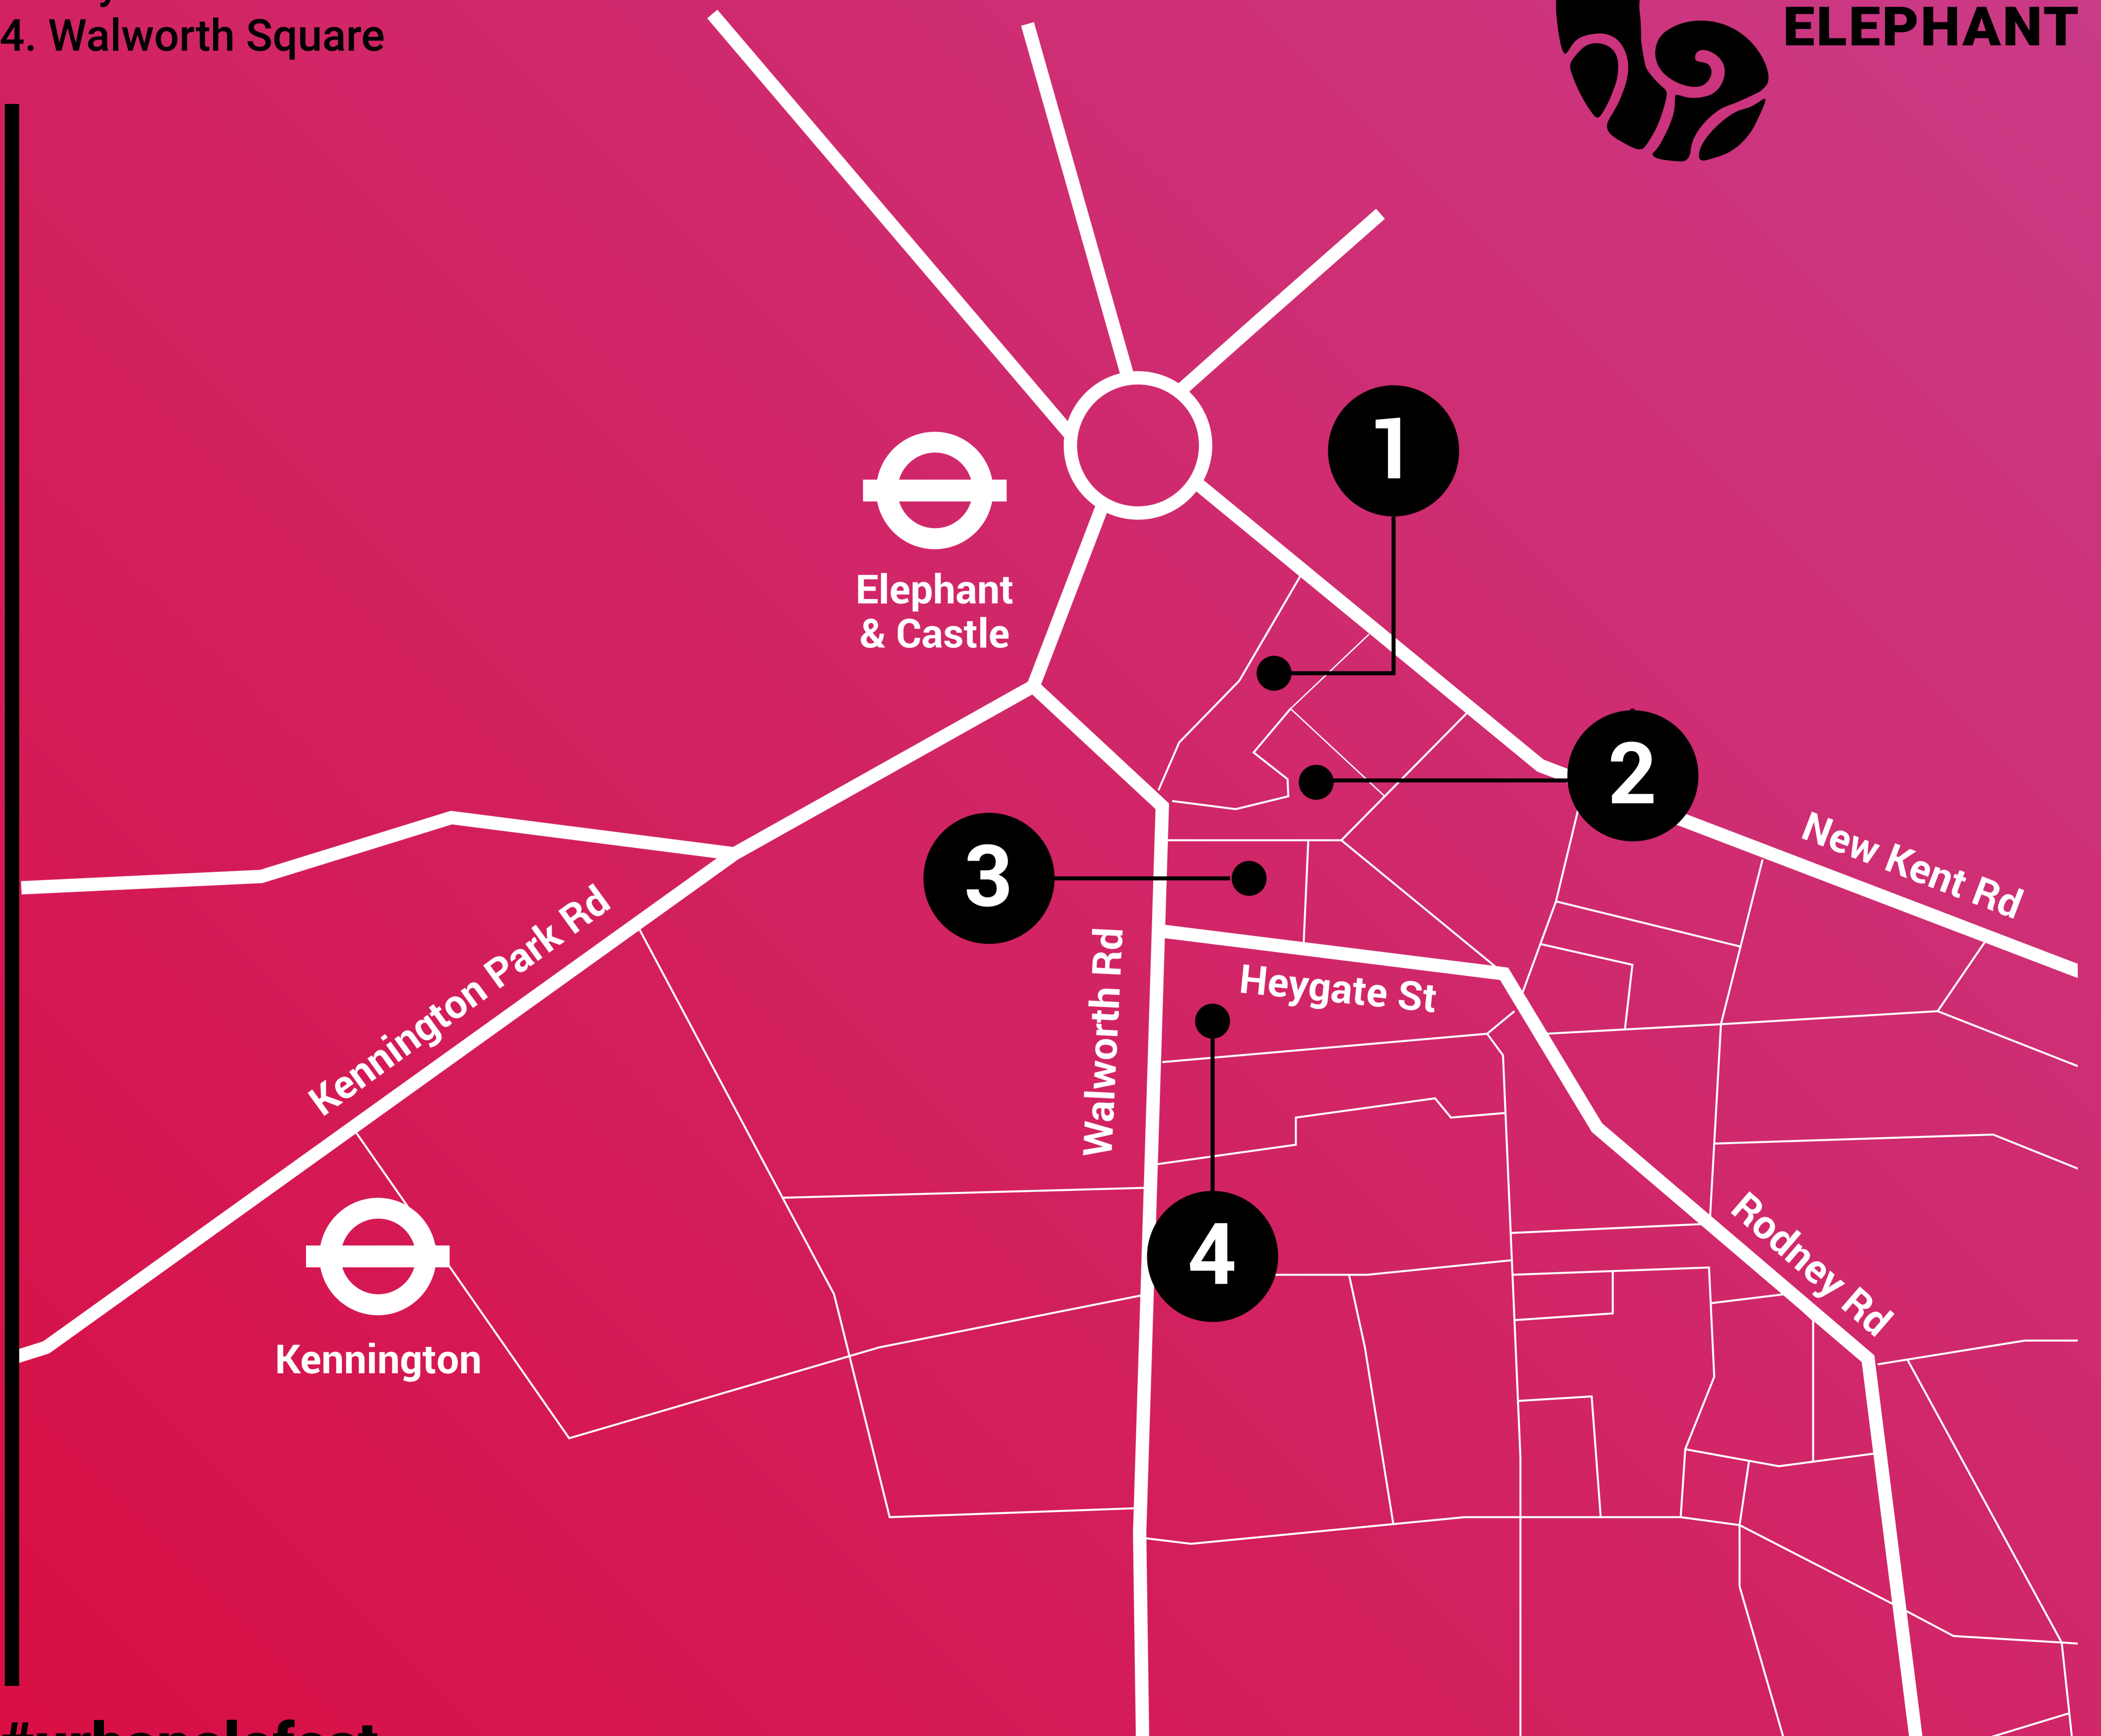 4. Walworth Square
ELEPHANT
1
Elephant
& Castle
2
3
New Kent Rd
Kennington Park Rd
Walworth Rd
Heygate St
4
Rodney Rd
Kennington